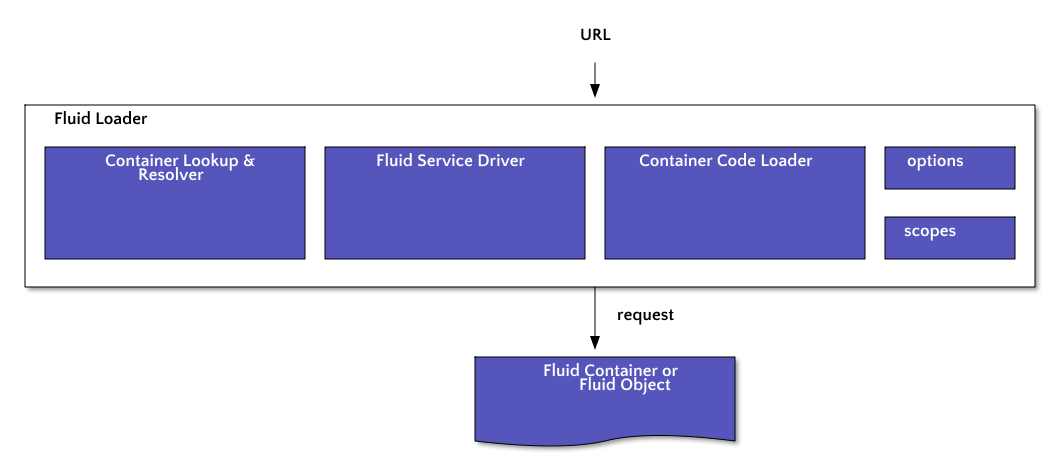 URL
Fluid Loader
Container Lookup &
Resolver
Fluid Service Driver
Container Code Loader
options
scopes
request
Fluid Container or
Fluid Object